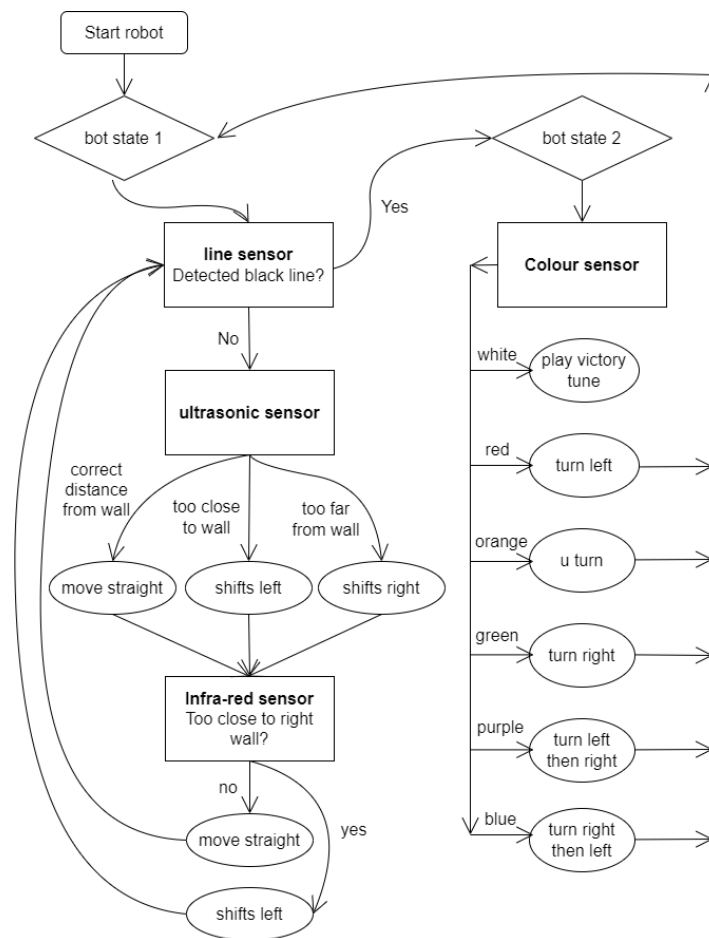 Start robot
bot state 1
bot state 2
Yes
line sensor
Detected black line?
Colour sensor
No
ultrasonic sensor
correct
distance
from wall
too close
to wall
too far
from wall
move straight
shifts left
shifts right
Infra-red sensor
Too close to right
wall?
no
yes
move straight
shifts left
white
play victory
tune
red
turn left
orange
u turn
green
turn right
purple
turn left
then right
blue
turn right
then left